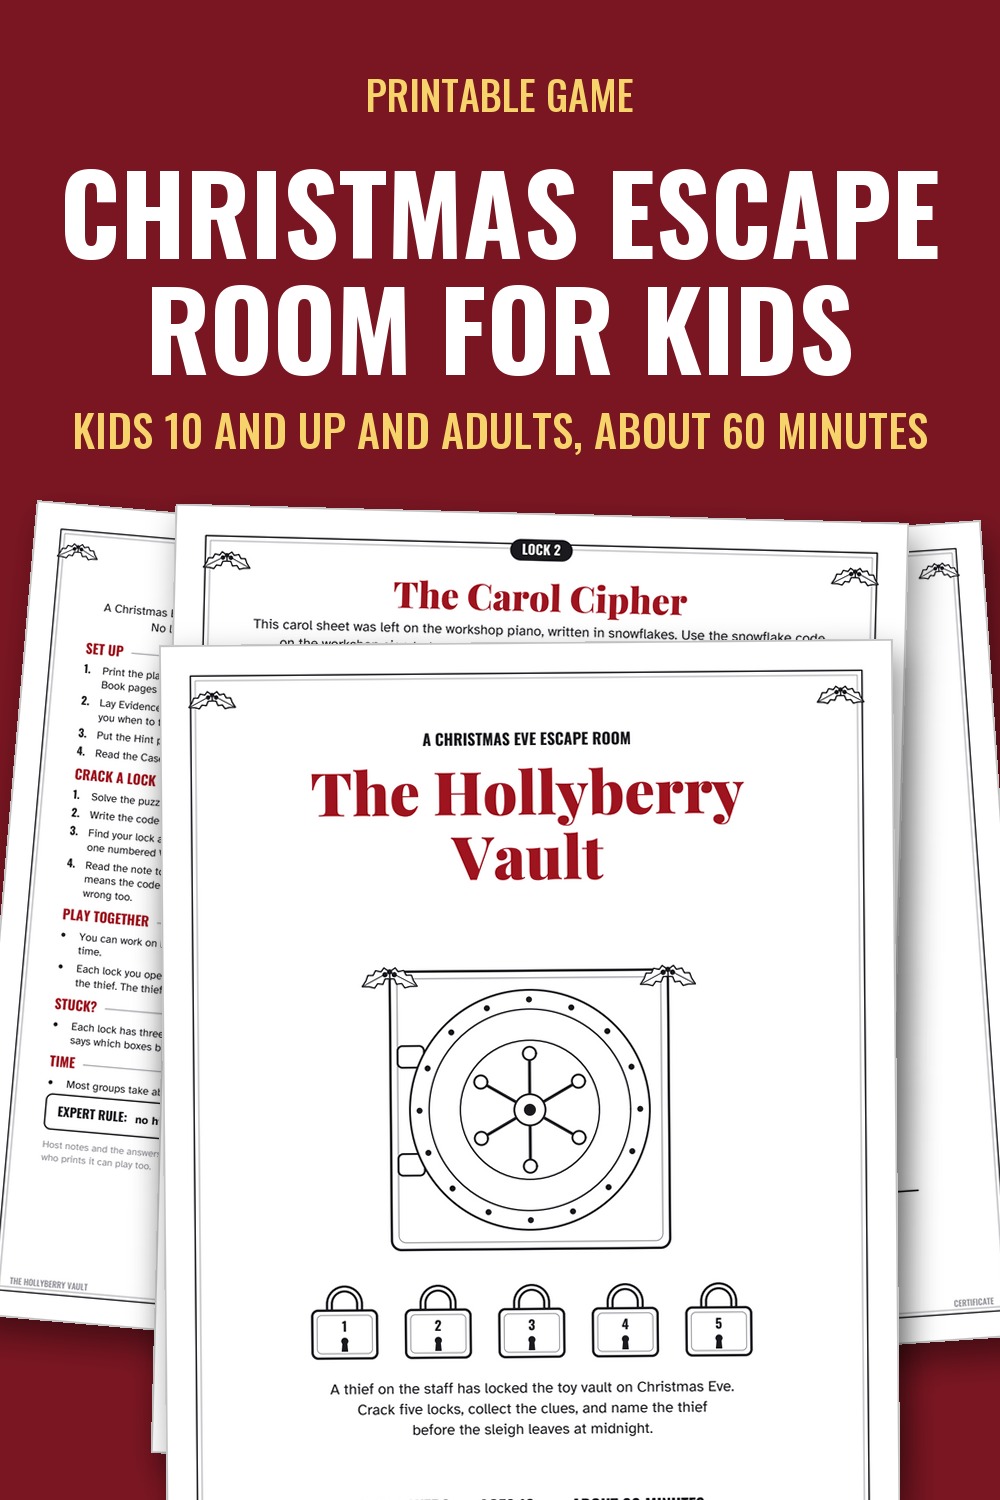 PRINTABLE GAME
CHRISTMAS ESCAPE
ROOM FOR KIDS
KIDS 10 AND UP AND ADULTS, ABOUT 60 MINUTES
A Christmas
No
SET UP
1. Print the
Book pages
2. Lay Evidence
you when to
3. Put the Hint
4. Read the
CRACK A LOCK
1. Solve the
2. Write the code
3. Find your lock
one numbered
4. Read the note
means the code
wrong too.
PLAY TOGETHER
• You can work on
time.
• Each lock you
the thief. The
STUCK?
• Each lock has three
says which boxes
TIME
• Most groups take
EXPERT RULE: no
Host notes and the
who prints it can play too.
THE HOLLYBERRY VAULT
LOCK 2
The Carol Cipher
This carol sheet was left on the workshop piano, written in snowflakes. Use the snowflake code
on the
A CHRISTMAS EVE ESCAPE ROOM
The Hollyberry
Vault
1 2 3 4 5
A thief on the staff has locked the toy vault on Christmas Eve.
Crack five locks, collect the clues, and name the thief
before the sleigh leaves at midnight.
CERTIFICATE